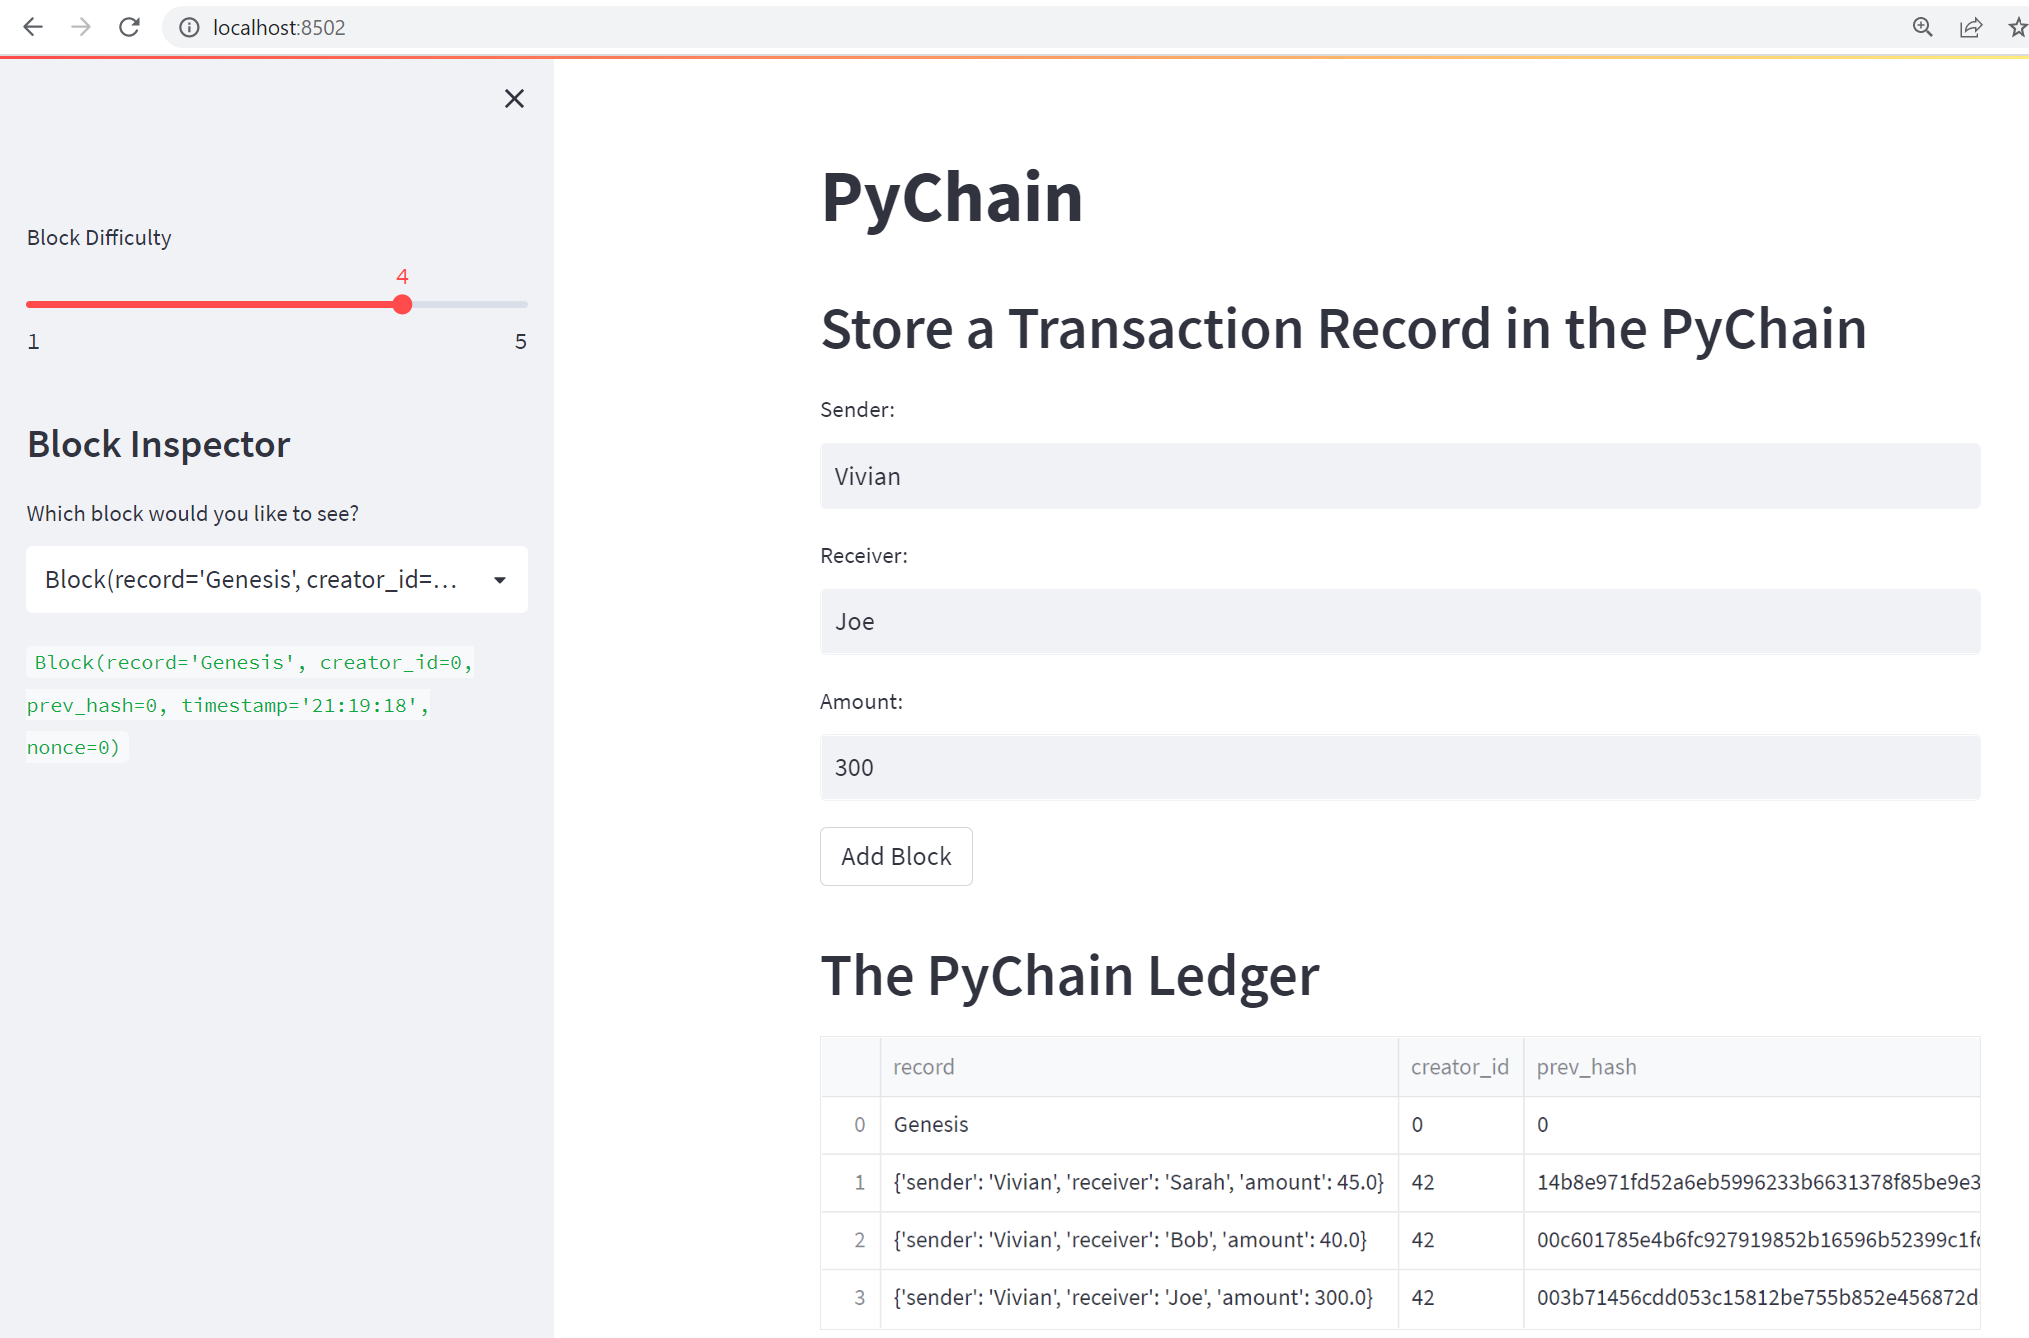 localhost:8502
Block Difficulty
4
1 5
Block Inspector
Which block would you like to see?
Block(record='Genesis', creator_id=...
Block(record='Genesis', creator_id=0,
prev_hash=0, timestamp='21:19:18',
nonce=0)
PyChain
Store a Transaction Record in the PyChain
Sender:
Vivian
Receiver:
Joe
Amount:
300
Add Block
The PyChain Ledger
record creator_id prev_hash
0 Genesis 0 0
1 {'sender': 'Vivian', 'receiver': 'Sarah', 'amount': 45.0} 42 14b8e971fd52a6eb5996233b6631378f85be9e3
2 {'sender': 'Vivian', 'receiver': 'Bob', 'amount': 40.0} 42 00c601785e4b6fc927919852b16596b52399c1f
3 {'sender': 'Vivian', 'receiver': 'Joe', 'amount': 300.0} 42 003b71456cdd053c15812be755b852e456872d